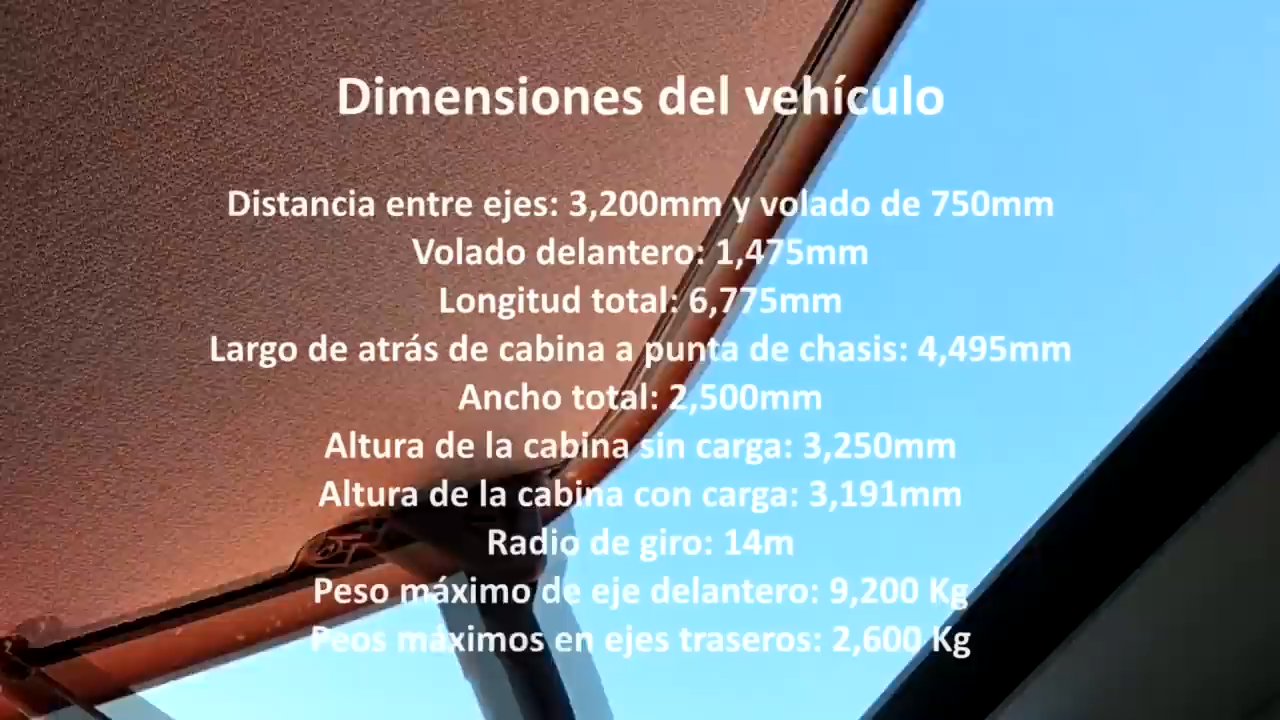 Dimensiones del vehículo
Distancia entre ejes: 3,200mm y volado de 750mm
Volado delantero: 1,475mm
Longitud total: 6,775mm
Largo de atrás de cabina a punta de chasis: 4,495mm
Ancho total: 2,500mm
Altura de la cabina sin carga: 3,250mm
Altura de la cabina con carga: 3,191mm
Radio de giro: 14m
Peso máximo de eje delantero: 9,200 Kg
Peos máximos en ejes traseros: 2,600 Kg